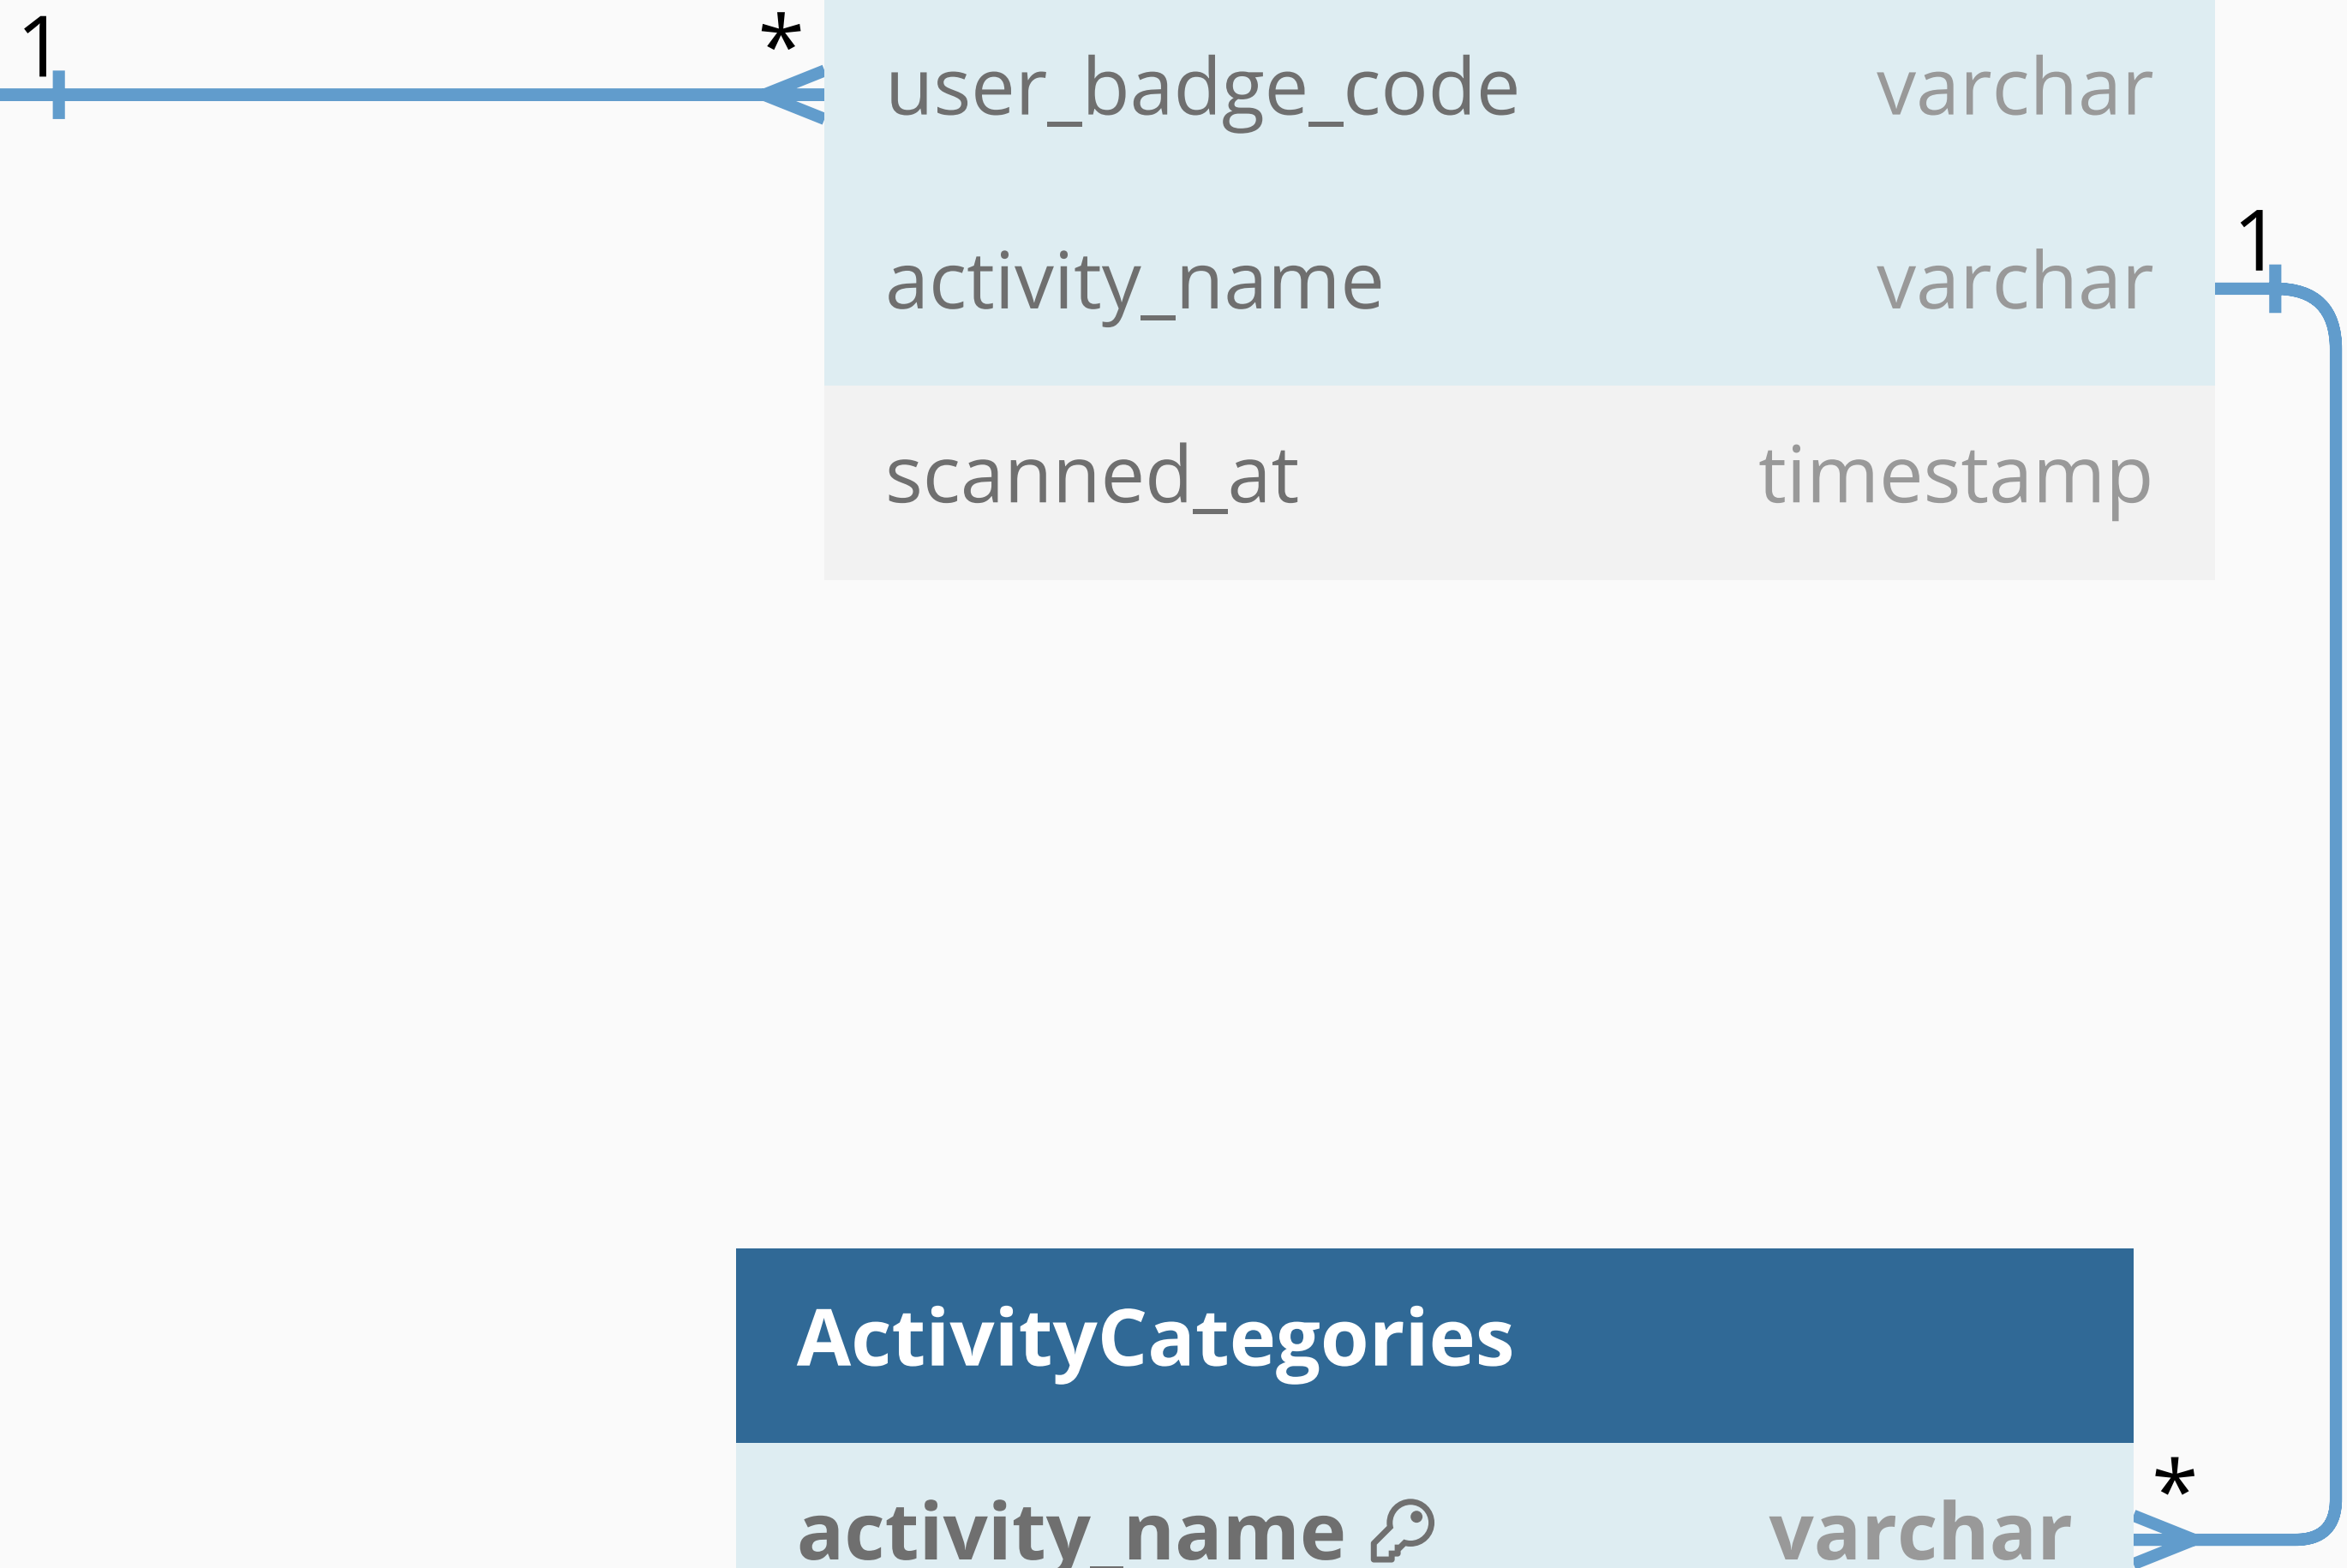 1 *
user_badge_code varchar
activity_name varchar 1
scanned_at timestamp
ActivityCategories
activity_name varchar *